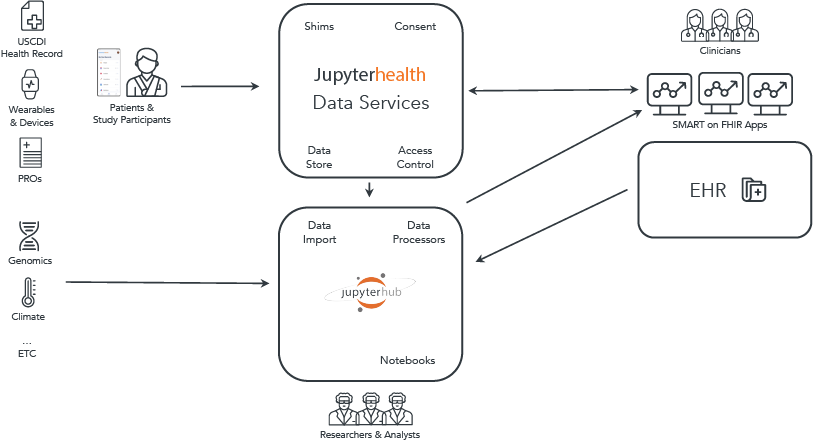 USCDI
Health Record
Wearables
& Devices
PROs
Patients &
Study Participants
Shims
Consent
Jupyterhealth
Data Services
Data
Store
Access
Control
Clinicians
SMART on FHIR Apps
EHR
Genomics
Climate
...
ETC
Data
Import
Data
Processors
jupyterhub
Notebooks
Researchers & Analysts